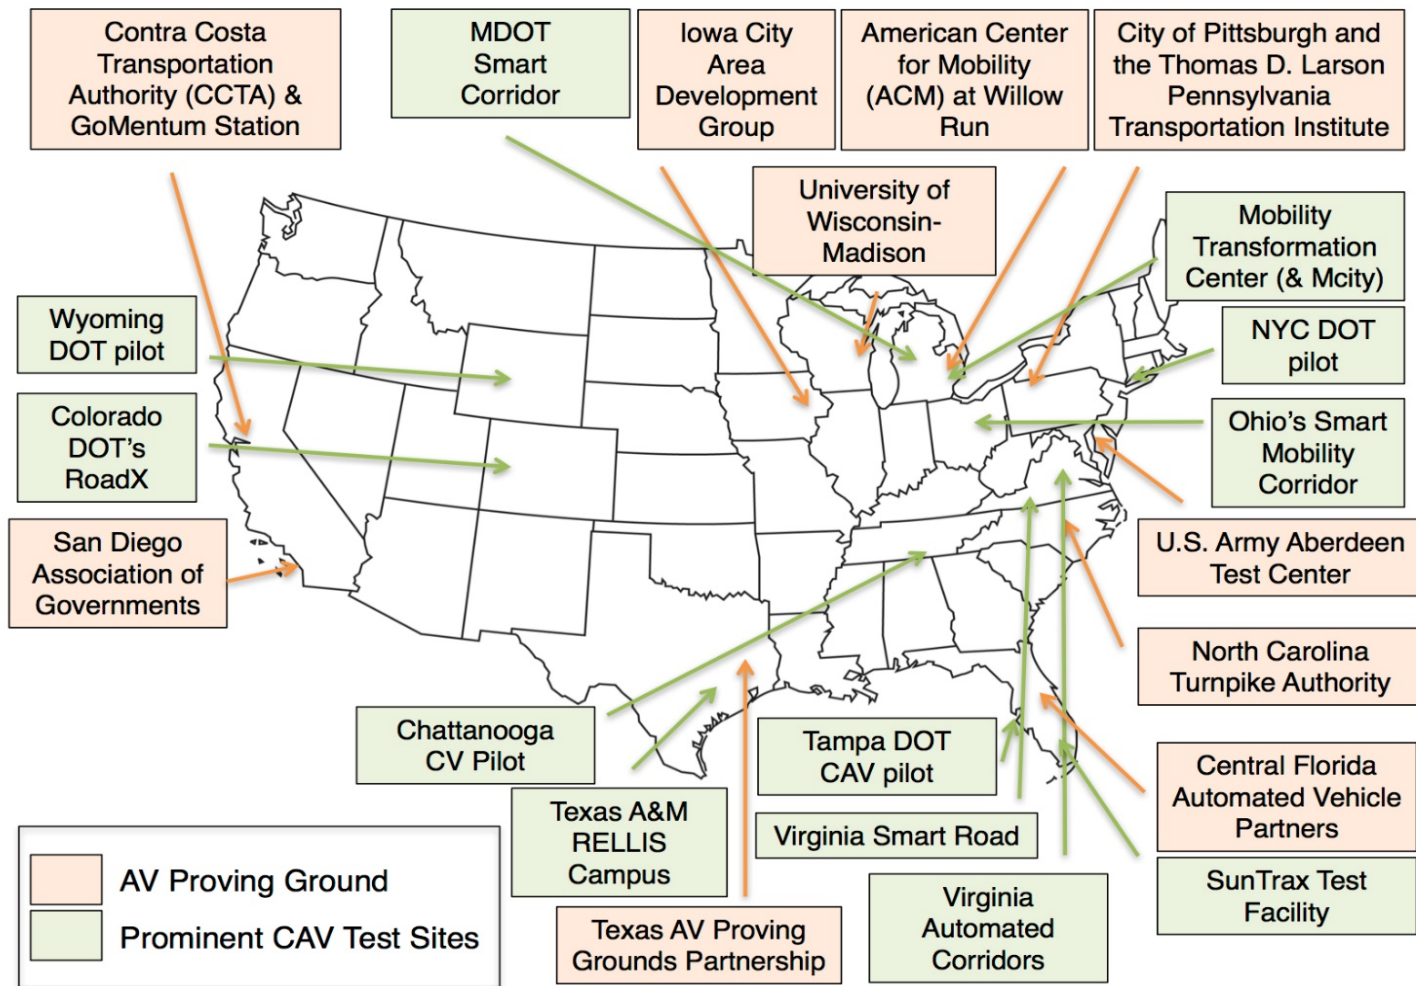 Contra Costa
Transportation
Authority (CCTA) &
GoMentum Station
MDOT
Smart
Corridor
Iowa City
Area
Development
Group
American Center
for Mobility
(ACM) at Willow
Run
City of Pittsburgh and
the Thomas D. Larson
Pennsylvania
Transportation Institute
University of
Wisconsin-
Madison
Mobility
Transformation
Center (& Mcity)
Wyoming
DOT pilot
NYC DOT
pilot
Colorado
DOT’s
RoadX
Ohio’s Smart
Mobility
Corridor
San Diego
Association of
Governments
U.S. Army Aberdeen
Test Center
North Carolina
Turnpike Authority
Chattanooga
CV Pilot
Tampa DOT
CAV pilot
Central Florida
Automated Vehicle
Partners
Texas A&M
RELLIS
Campus
Virginia Smart Road
SunTrax Test
Facility
Virginia
Automated
Corridors
Texas AV Proving
Grounds Partnership
AV Proving Ground
Prominent CAV Test Sites